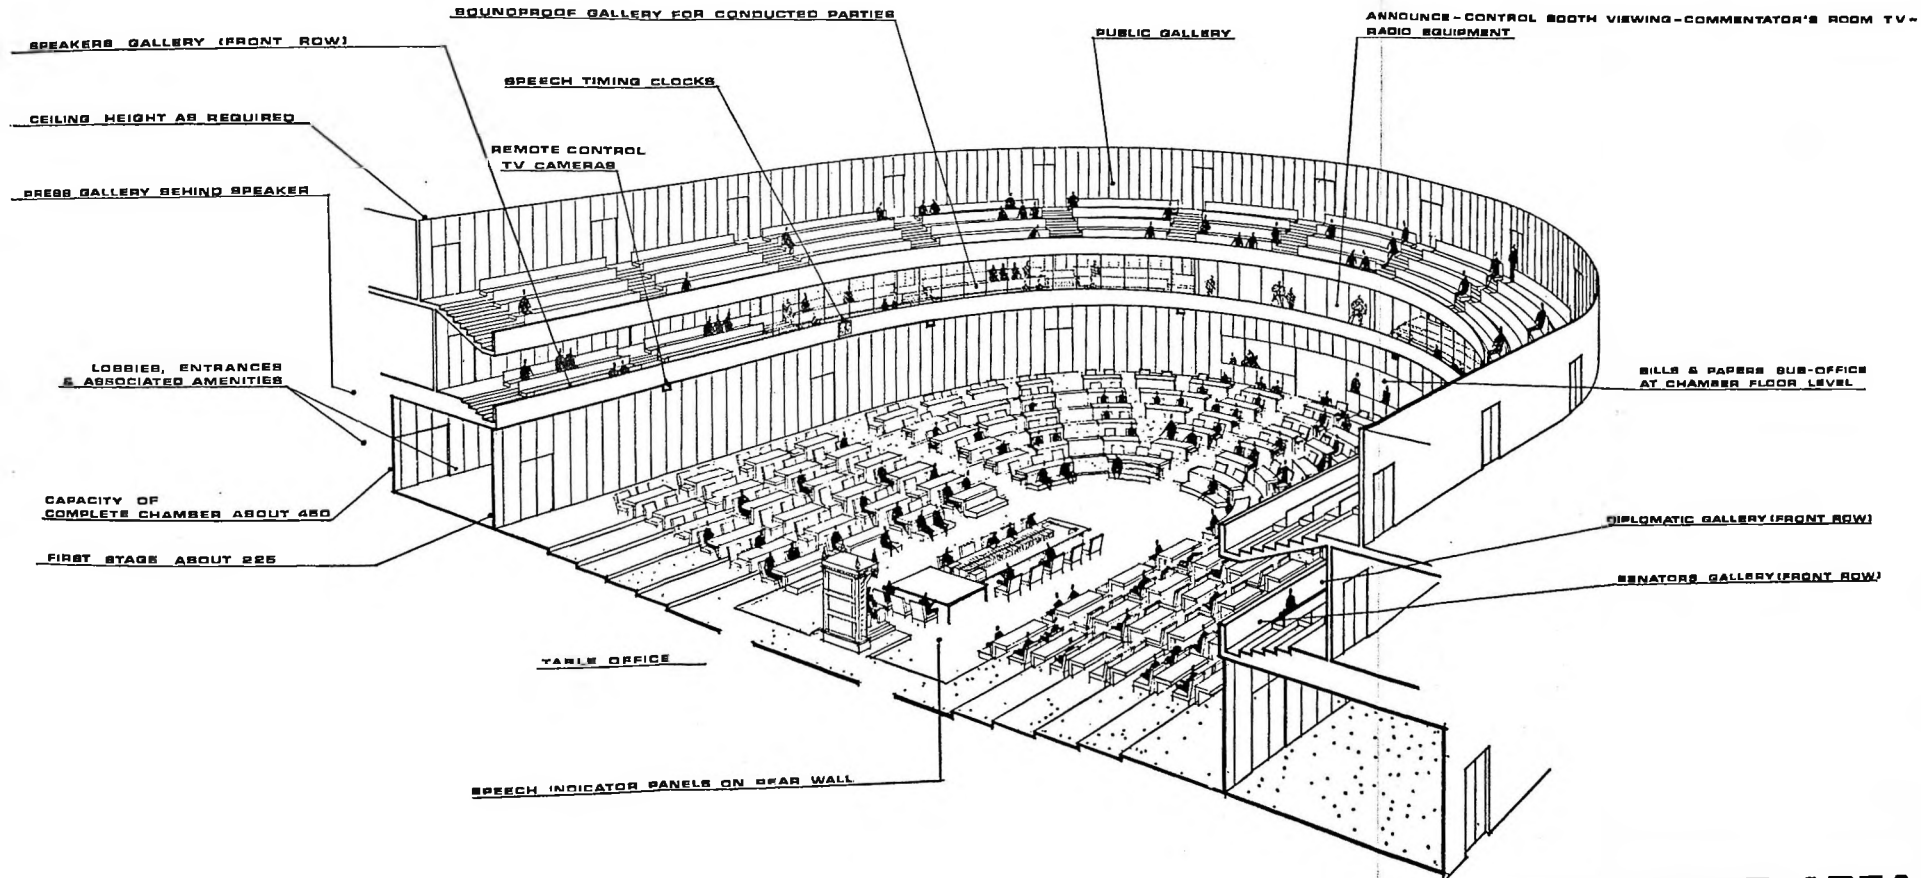 SOUNDPROOF GALLERY FOR CONDUCTED PARTIES
ANNOUNCE-CONTROL BOOTH VIEWING-COMMENTATOR'S ROOM TV-
RADIO EQUIPMENT
SPEAKERS GALLERY (FRONT ROW)
PUBLIC GALLERY
SPEECH TIMING CLOCKS
CEILING HEIGHT AS REQUIRED
REMOTE CONTROL
TV CAMERAS
PRESS GALLERY BEHIND SPEAKER
LOBBIES, ENTRANCES
& ASSOCIATED AMENITIES
BILLS & PAPERS SUB-OFFICE
AT CHAMBER FLOOR LEVEL
CAPACITY OF
COMPLETE CHAMBER ABOUT 450
DIPLOMATIC GALLERY (FRONT ROW)
FIRST STAGE ABOUT 225
SENATORS GALLERY (FRONT ROW)
TABLE OFFICE
SPEECH INDICATOR PANELS ON REAR WALL